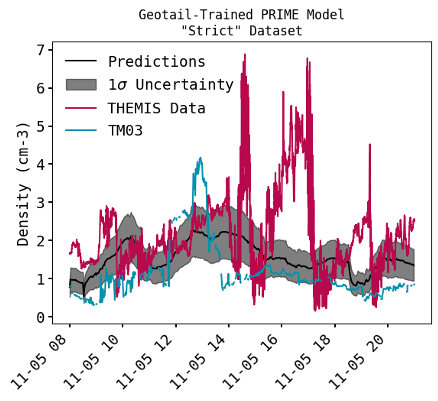 Geotail-Trained PRIME Model
"Strict" Dataset
Predictions
1σ Uncertainty
THEMIS Data
TM03
Density (cm-3)
7
6
5
4
3
2
1
0
11-05 08
11-05 10
11-05 12
11-05 14
11-05 16
11-05 18
11-05 20